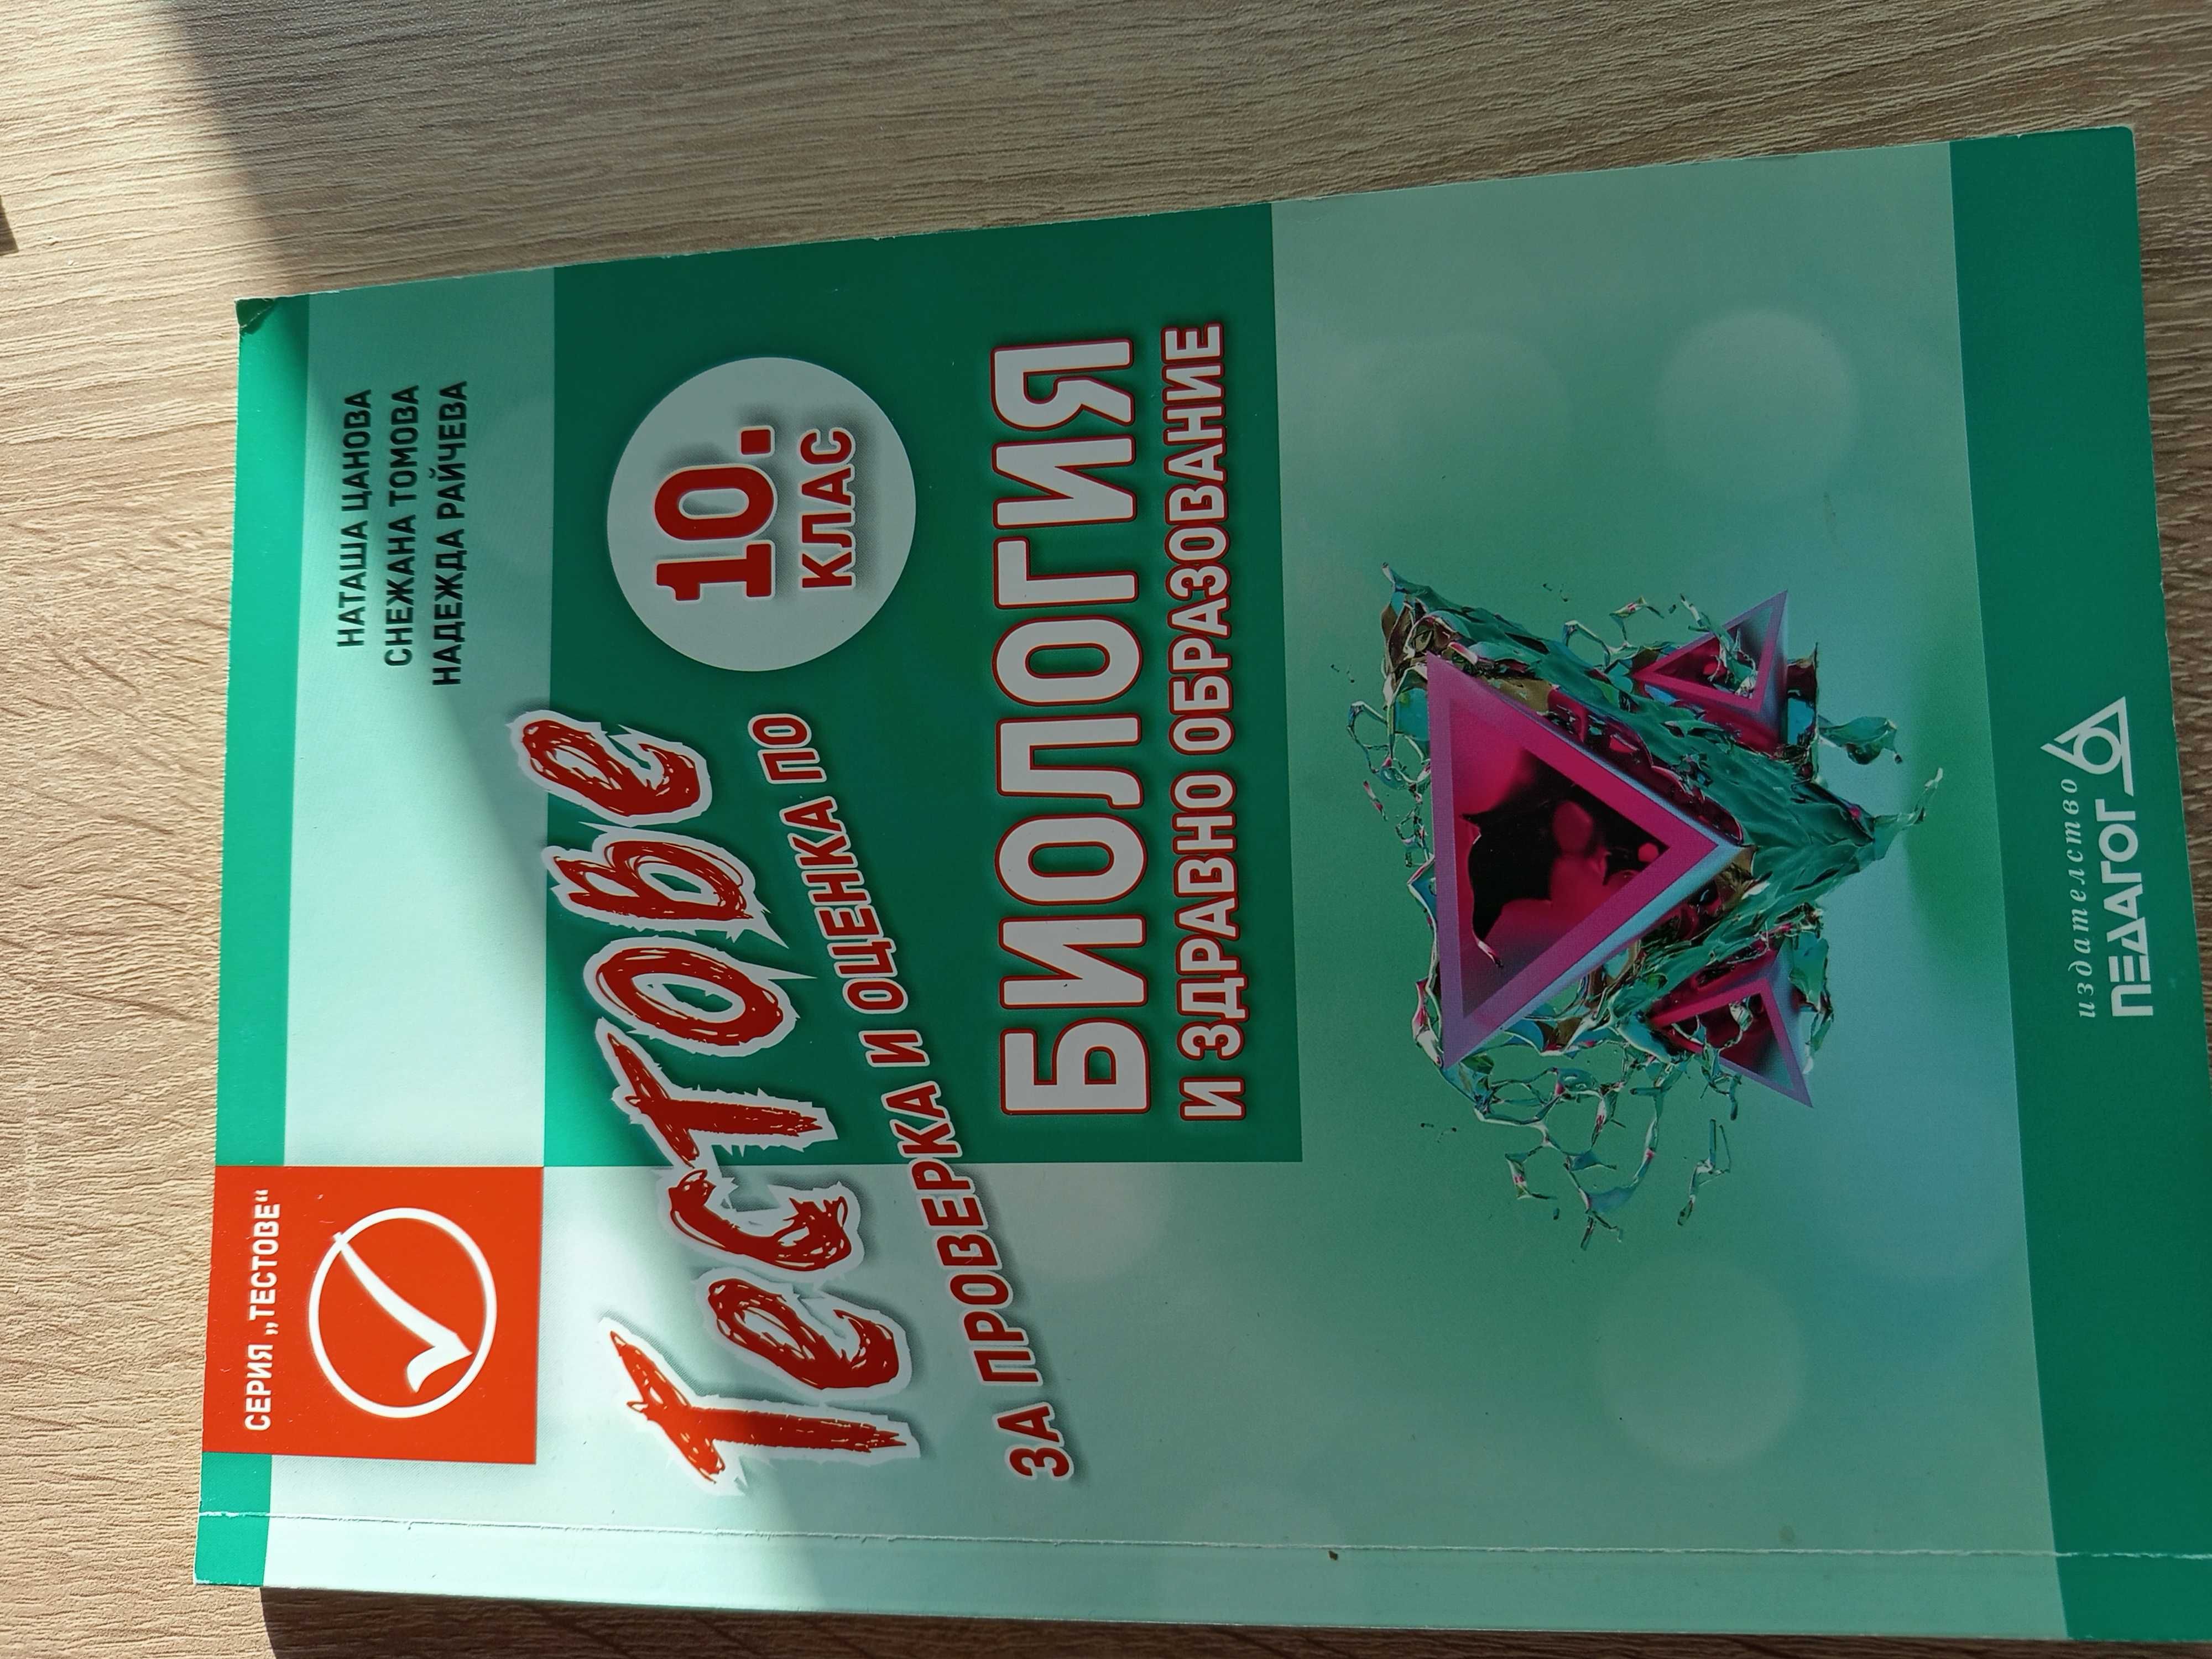 СЕРИЯ „ТЕСТОВЕ“
НАТАША ЦАНОВА
СНЕЖАНА ТОМОВА
НАДЕЖДА РАЙЧЕВА
Тестове
ЗА ПРОВЕРКА И ОЦЕНКА ПО
10.
КЛАС
БИОЛОГИЯ
И ЗДРАВНО ОБРАЗОВАНИЕ
издателство
ПЕДАГОГ 6